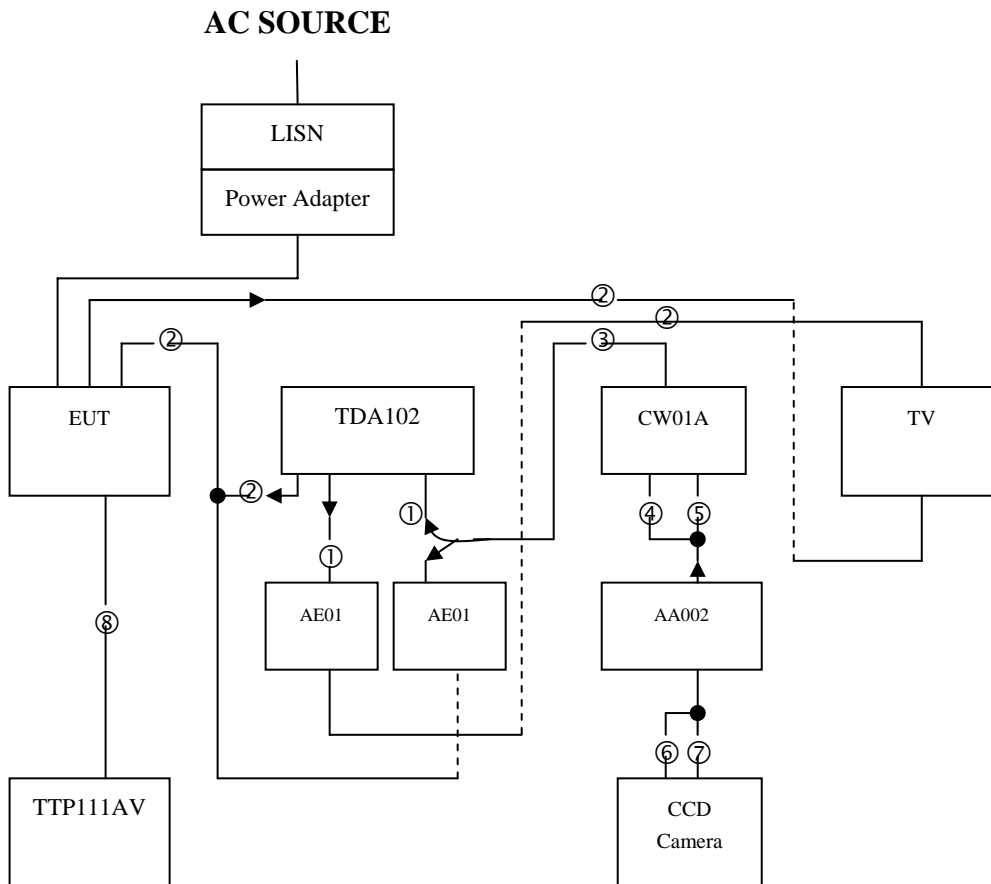 AC SOURCE
LISN
Power Adapter
②
②
②
③
EUT
TDA102
CW01A
TV
②
①
④
⑤
①
AE01
AE01
AA002
⑧
⑥
⑦
TTP111AV
CCD
Camera